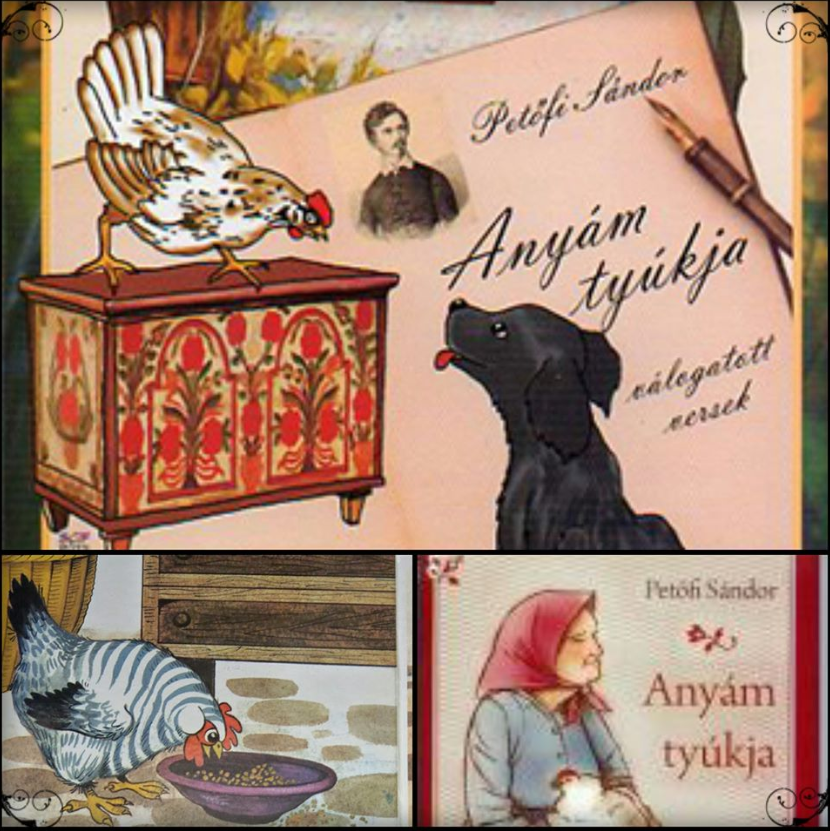 Petőfi Sándor
Anyám
tyúkja
válogatott
versek
Petőfi Sándor
Anyám
tyúkja